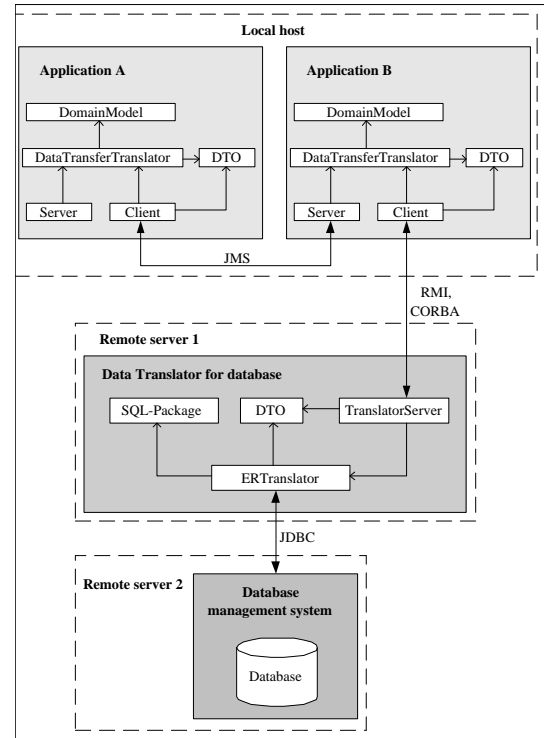 Local host
Application A
DomainModel
DataTransferTranslator
DTO
Server
Client
Application B
DomainModel
DataTransferTranslator
DTO
Server
Client
JMS
RMI,
CORBA
Remote server 1
Data Translator for database
SQL-Package
DTO
TranslatorServer
ERTranslator
JDBC
Remote server 2
Database
management system
Database